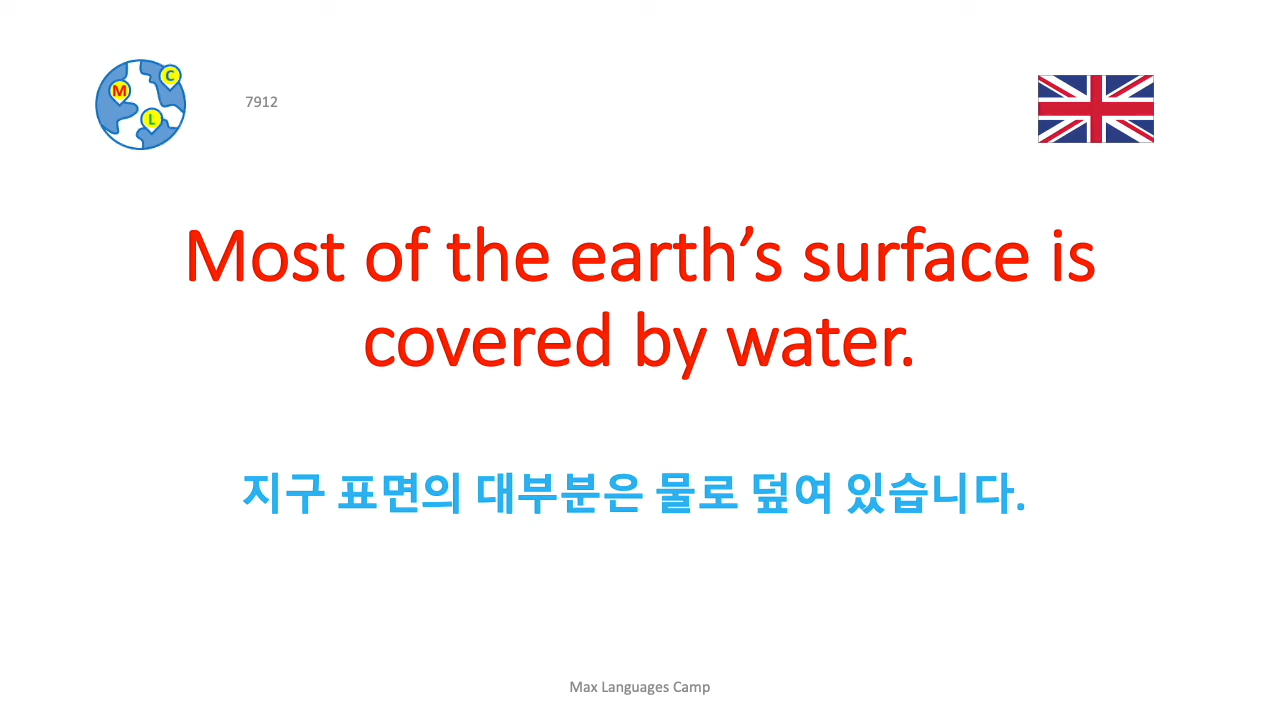 C
M
L
7912
Most of the earth’s surface is
covered by water.
지구 표면의 대부분은 물로 덮여 있습니다.
Max Languages Camp